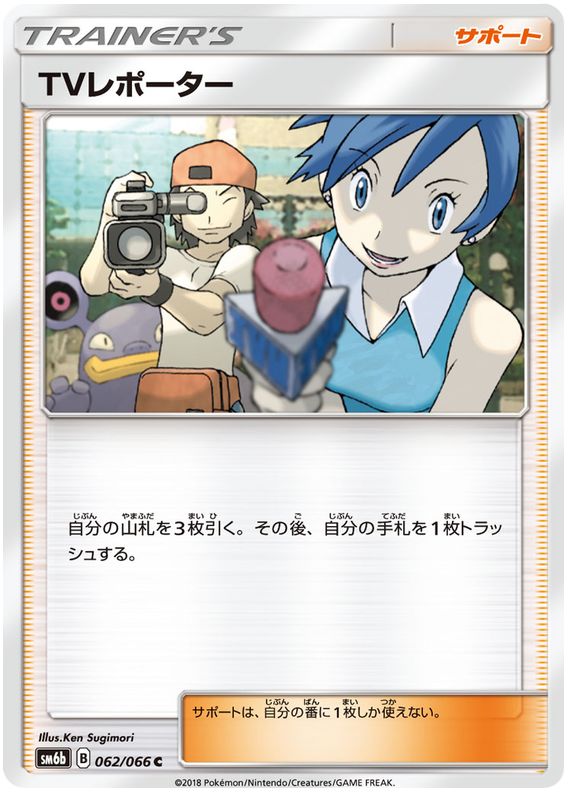 TRAINER'S
サポート
TVレポーター
自分の山札を3枚引く。その後、自分の手札を1枚トラッ
シュする。
サポートは、自分の番に1枚しか使えない。
Illus.Ken Sugimori
sm6b B 062/066 C
©2018 Pokémon/Nintendo/Creatures/GAME FREAK.